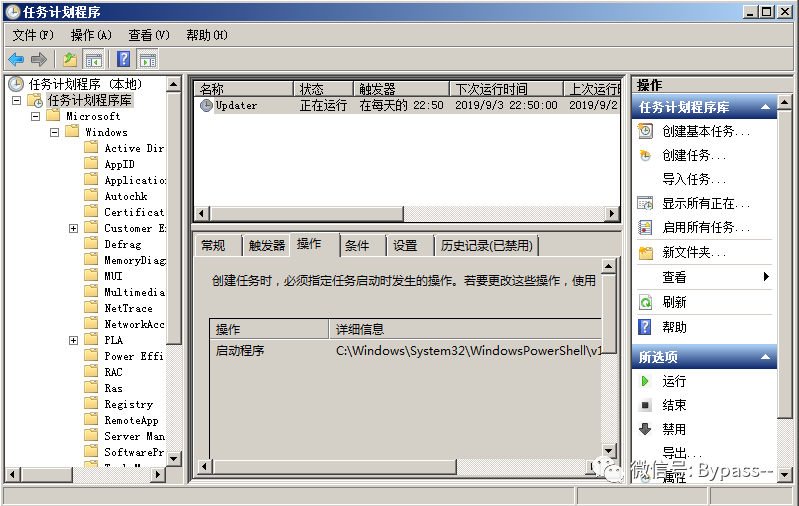 任务计划程序
文件(F) 操作(A) 查看(V) 帮助(H)
任务计划程序 (本地)
任务计划程序库
Microsoft
Windows
Active Dir
AppID
Applicatio
Autochk
Certificat
Customer E
Defrag
MemoryDiag
MUI
Multimedia
NetTrace
NetworkAcc
PLA
Power Effi
RAC
Ras
Registry
RemoteApp
Server Man
SoftwarePr
名称 状态 触发器 下次运行时间 上次运行时
Updater 正在运行 在每天的 22:50 2019/9/3 22:50:00 2019/9/2
常规 触发器 操作 条件 设置 历史记录(已禁用)
创建任务时，必须指定任务启动时发生的操作。若要更改这些操作，使用
操作 详细信息
启动程序 C:\Windows\System32\WindowsPowerShell\v1
操作
任务计划程序库
创建基本任务...
创建任务...
导入任务...
显示所有正在...
启用所有任务...
新文件夹...
查看
刷新
帮助
所选项
运行
结束
禁用
导出...
属性
微信号: Bypass--